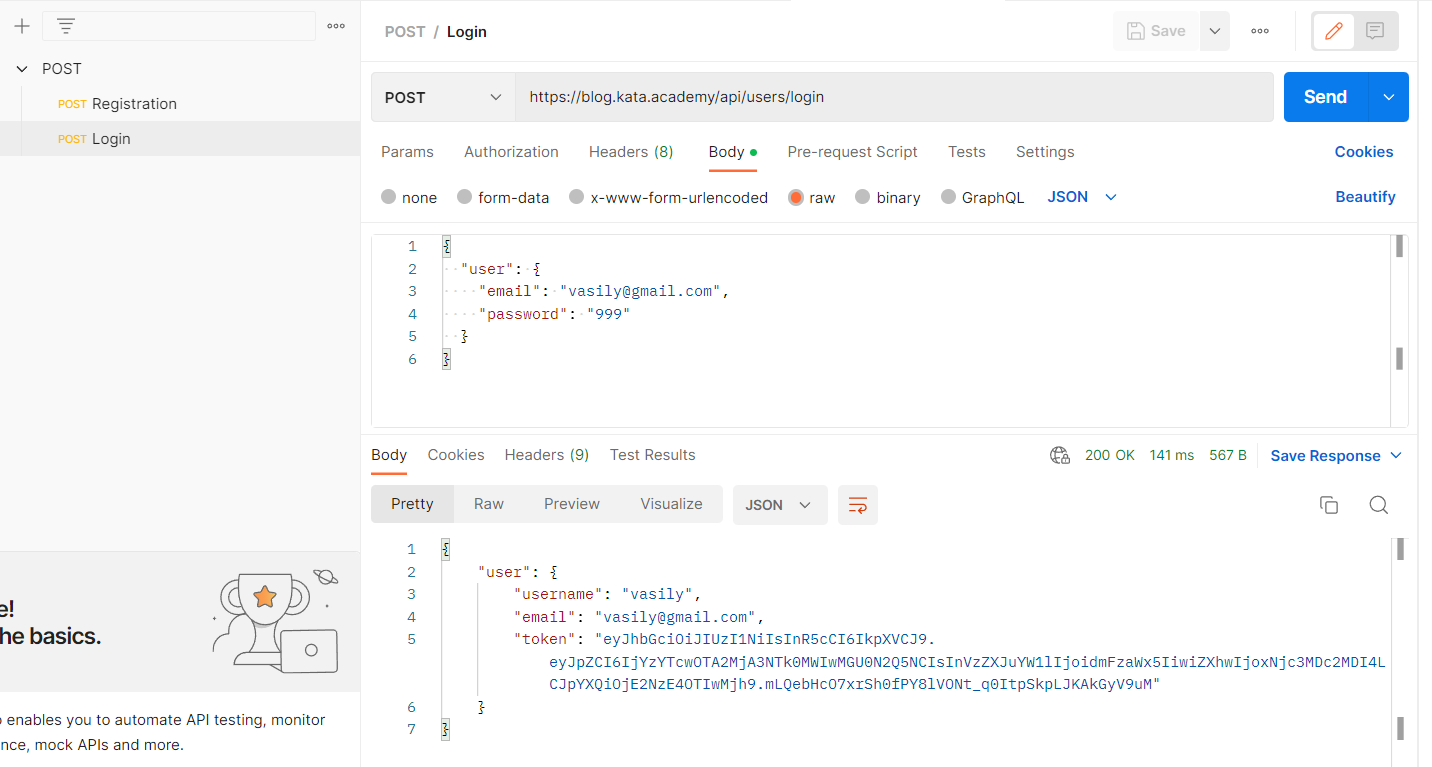 POST / Login
Save
POST
POST Registration
POST Login
POST
https://blog.kata.academy/api/users/login
Send
Params Authorization Headers (8) Body Pre-request Script Tests Settings Cookies
none form-data x-www-form-urlencoded raw binary GraphQL JSON Beautify
1 {
2 "user": {
3 "email": "vasily@gmail.com",
4 "password": "999"
5 }
6 }
Body Cookies Headers (9) Test Results 200 OK 141 ms 567 B Save Response
Pretty Raw Preview Visualize JSON
1 {
2 "user": {
3 "username": "vasily",
4 "email": "vasily@gmail.com",
5 "token": "eyJhbGciOiJIUzI1NiIsInR5cCI6IkpXVCJ9.
eyJpZCI6IjYzYTcwOTA2MjA3NTk0MWIwMGU0N2Q5NCIsInVzZXJuYW1lIjoidmFzaWx5IiwiZXhwIjoxNjc3MDc2MDI4L
CJpYXQiOjE2NzE4OTIwMjh9.mLQebHcO7xrSh0fPY8lVONt_q0ItpSkpLJKAkGyV9uM"
6 }
7 }
e!
he basics.
o enables you to automate API testing, monitor
nce, mock APIs and more.